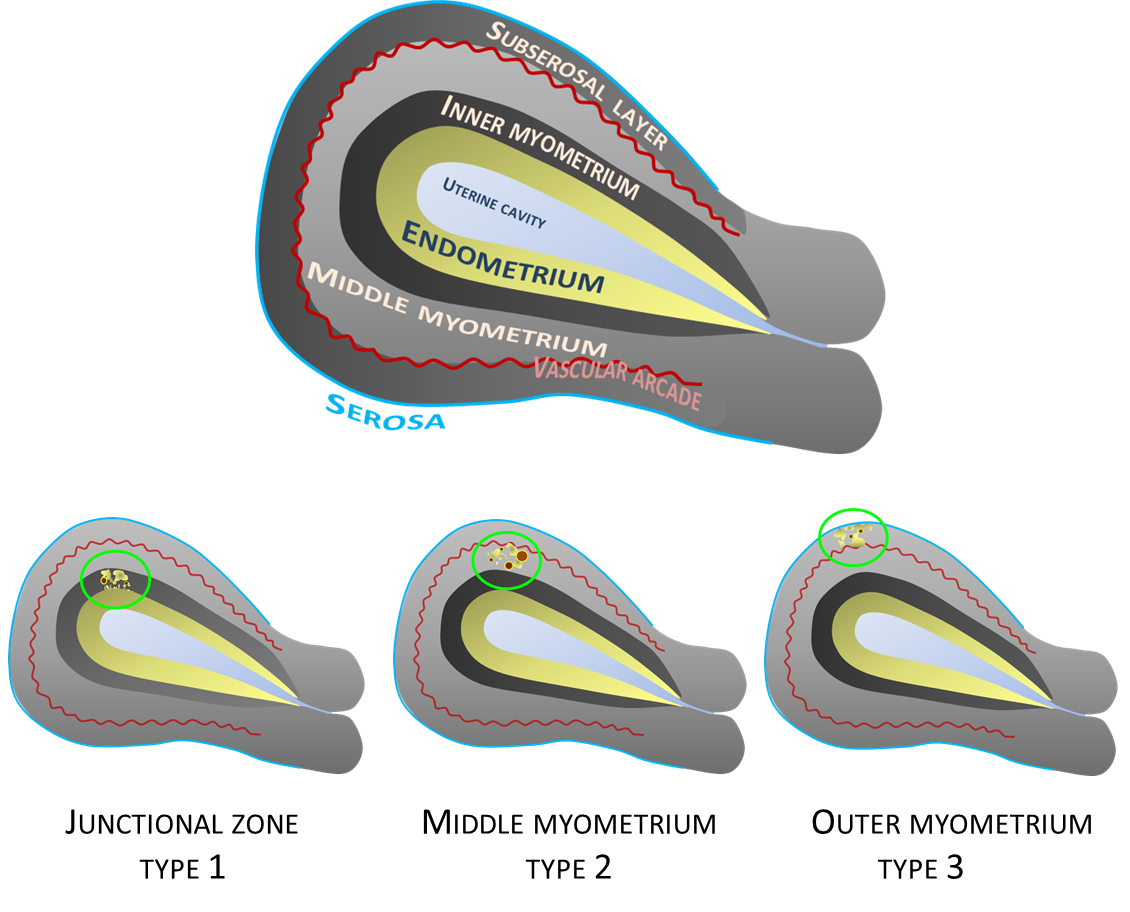 Subserosal layer
Inner myometrium
Uterine cavity
Endometrium
Middle myometrium
Vascular arcade
Serosa
Junctional zone
type 1
Middle myometrium
type 2
Outer myometrium
type 3